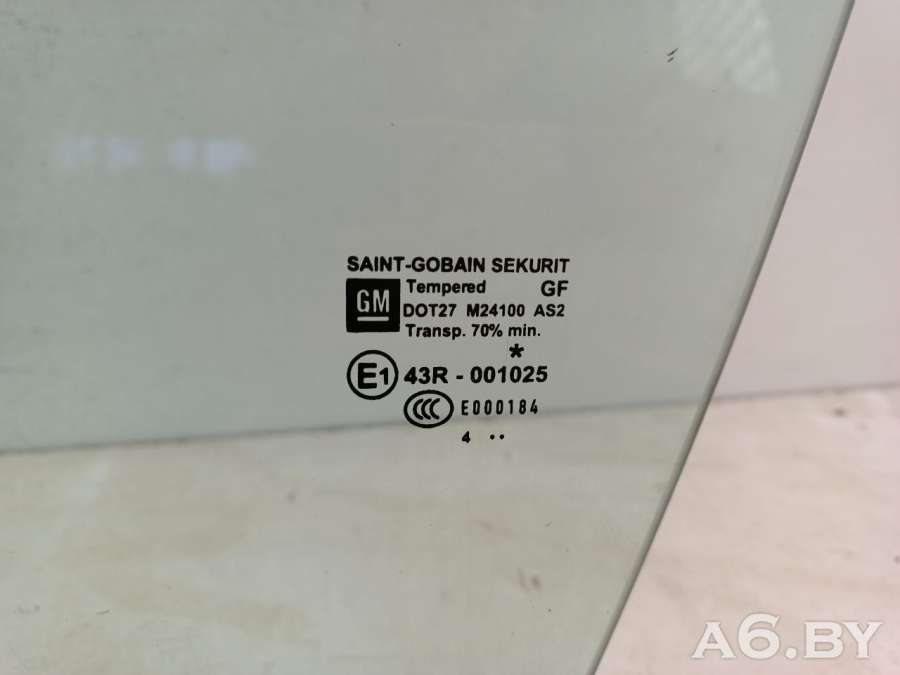 SAINT-GOBAIN SEKURIT
GM Tempered GF
DOT27 M24100 AS2
Transp. 70% min.
*
E1 43R - 001025
CCC E000184
4 ..
A6.BY